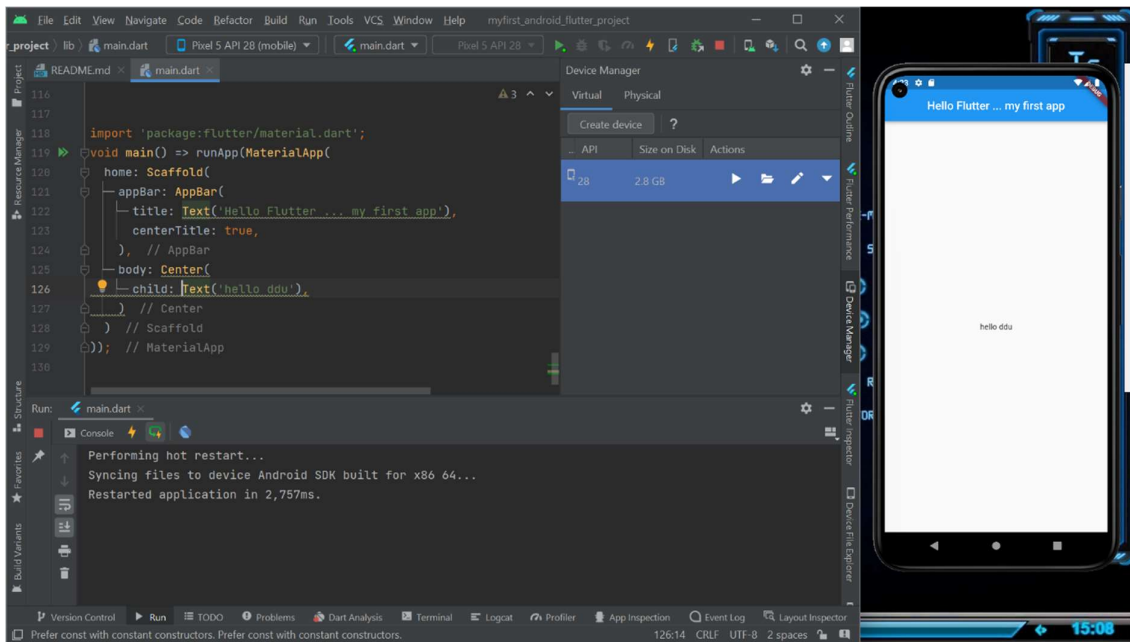 File Edit View Navigate Code Refactor Build Run Tools VCS Window Help myfirst_android_flutter_project
r_project lib main.dart Pixel 5 API 28 (mobile) main.dart Pixel 5 API 28
README.md main.dart
Project
Resource Manager
Structure
Favorites
Build Variants
3
116
117
118 import 'package:flutter/material.dart';
119 void main() => runApp(MaterialApp(
120 home: Scaffold(
121 appBar: AppBar(
122 title: Text('Hello Flutter ... my first app'),
123 centerTitle: true,
124 ), // AppBar
125 body: Center(
126 child: Text('hello ddu'),
127 ) // Center
128 ) // Scaffold
129 )); // MaterialApp
130
Device Manager
Virtual Physical
Create device ?
... API Size on Disk Actions
28 2.8 GB
Flutter Outline
Flutter Performance
Device Manager
Flutter Inspector
Device File Explorer
Run: main.dart
Console
Performing hot restart...
Syncing files to device Android SDK built for x86 64...
Restarted application in 2,757ms.
Version Control Run TODO Problems Dart Analysis Terminal Logcat Profiler App Inspection Event Log Layout Inspector
Prefer const with constant constructors. Prefer const with constant constructors. 126:14 CRLF UTF-8 2 spaces
Hello Flutter ... my first app
hello ddu
15:08